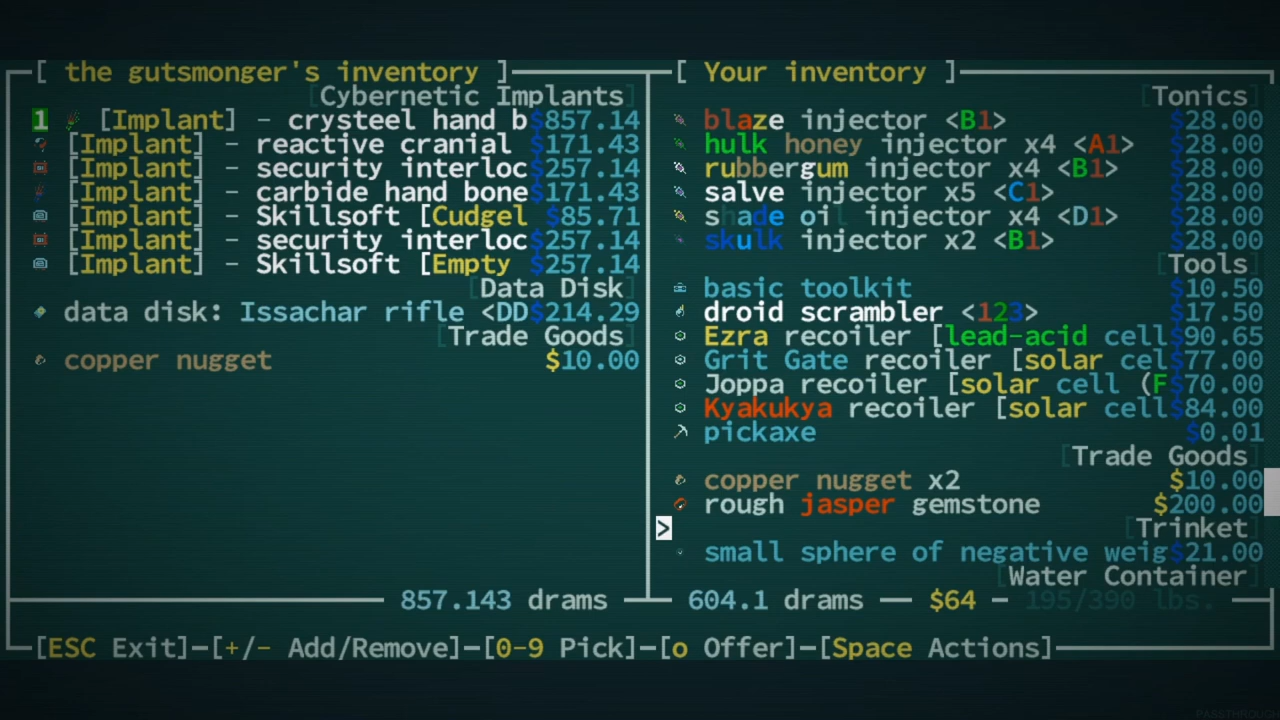 [ the gutsmonger's inventory ]
[Cybernetic Implants]
1 [Implant] - crysteel hand b$857.14
[Implant] - reactive cranial $171.43
[Implant] - security interloc$257.14
[Implant] - carbide hand bone$171.43
[Implant] - Skillsoft [Cudgel $85.71
[Implant] - security interloc$257.14
[Implant] - Skillsoft [Empty $257.14
[Data Disk]
data disk: Issachar rifle <DD$214.29
[Trade Goods]
copper nugget $10.00
857.143 drams
[ Your inventory ]
[Tonics]
blaze injector <B1> $28.00
hulk honey injector x4 <A1> $28.00
rubbergum injector x4 <B1> $28.00
salve injector x5 <C1> $28.00
shade oil injector x4 <D1> $28.00
skulk injector x2 <B1> $28.00
[Tools]
basic toolkit $10.50
droid scrambler <123> $17.50
Ezra recoiler [lead-acid cell$90.65
Grit Gate recoiler [solar cel$77.00
Joppa recoiler [solar cell (F$70.00
Kyakukya recoiler [solar cell$84.00
pickaxe $0.01
[Trade Goods]
copper nugget x2 $10.00
rough jasper gemstone $200.00
> [Trinket]
small sphere of negative weig$21.00
[Water Container]
604.1 drams — $64 — 195/390 lbs.
[ESC Exit]-[+/- Add/Remove]-[0-9 Pick]-[o Offer]-[Space Actions]